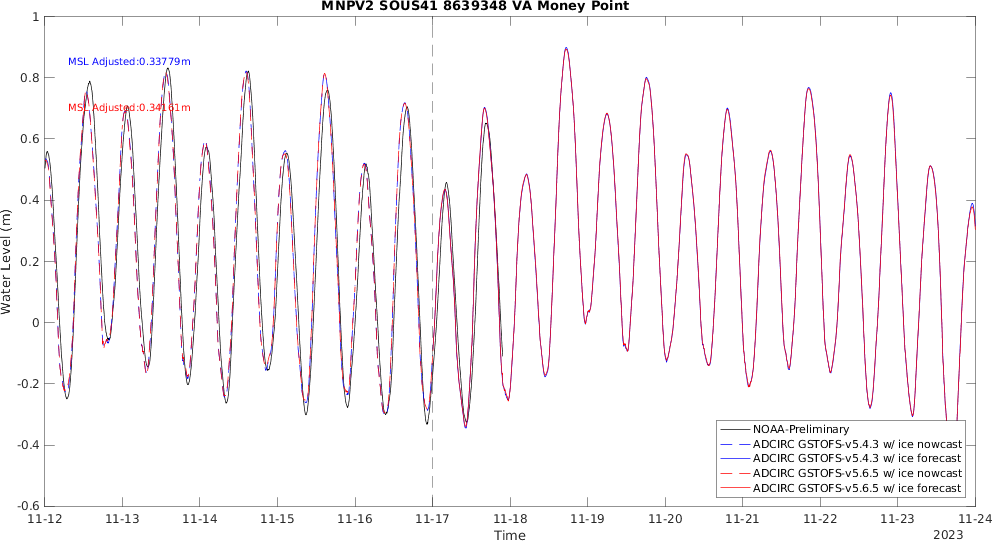 MNPV2 SOUS41 8639348 VA Money Point
1
0.8
0.6
0.4
0.2
0
-0.2
-0.4
-0.6
Water Level (m)
MSL Adjusted:0.33779m
MSL Adjusted:0.34161m
NOAA-Preliminary
ADCIRC GSTOFS-v5.4.3 w/ ice nowcast
ADCIRC GSTOFS-v5.4.3 w/ ice forecast
ADCIRC GSTOFS-v5.6.5 w/ ice nowcast
ADCIRC GSTOFS-v5.6.5 w/ ice forecast
11-12 11-13 11-14 11-15 11-16 11-17 11-18 11-19 11-20 11-21 11-22 11-23 11-24
Time
2023